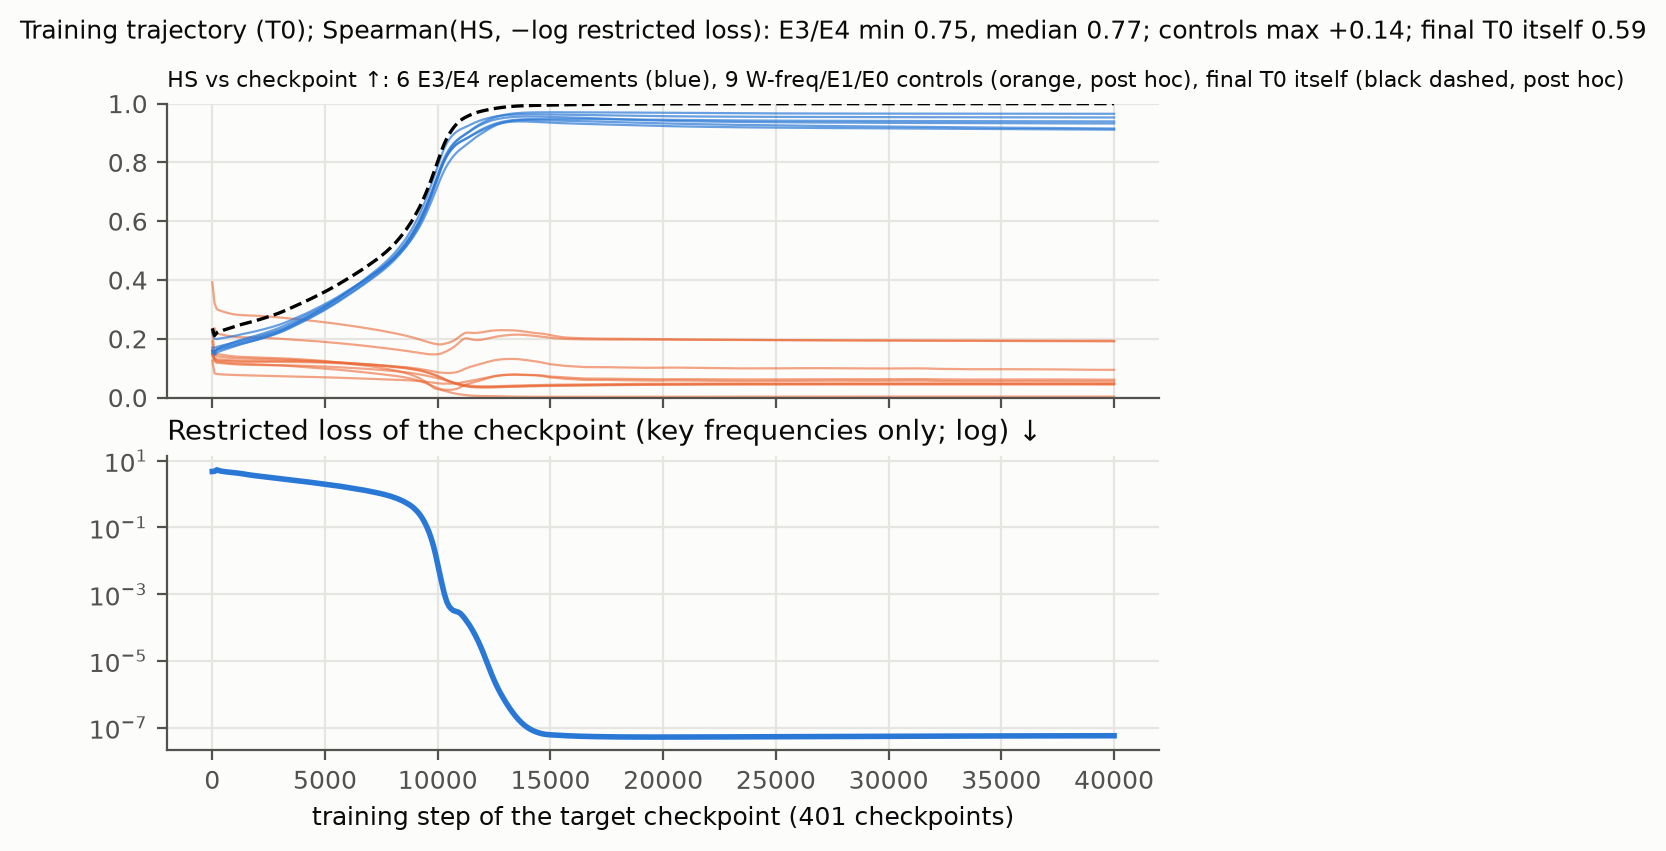 Training trajectory (T0); Spearman(HS, −log restricted loss): E3/E4 min 0.75, median 0.77; controls max +0.14; final T0 itself 0.59
HS vs checkpoint ↑: 6 E3/E4 replacements (blue), 9 W-freq/E1/E0 controls (orange, post hoc), final T0 itself (black dashed, post hoc)
1.0
0.8
0.6
0.4
0.2
0.0
Restricted loss of the checkpoint (key frequencies only; log) ↓
10¹
10⁻¹
10⁻³
10⁻⁵
10⁻⁷
0 5000 10000 15000 20000 25000 30000 35000 40000
training step of the target checkpoint (401 checkpoints)